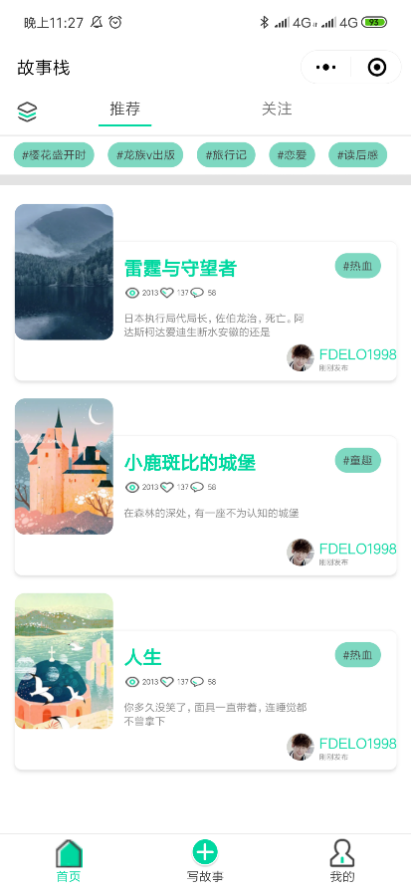 晚上11:27 4G 4G 93
故事栈
推荐 关注
#樱花盛开时 #龙族v出版 #旅行记 #恋爱 #读后感
雷霆与守望者 #热血
2013 137 58
日本执行局代局长，佐伯龙治，死亡，阿
达斯柯达爱迪生断水安徽的还是
FDELO1998
刚刚发布
小鹿斑比的城堡 #童趣
2013 137 58
在森林的深处，有一座不为认知的城堡
FDELO1998
刚刚发布
人生 #热血
2013 137 58
你多久没笑了，面具一直带着，连睡觉都
不曾拿下
FDELO1998
刚刚发布
首页 写故事 我的